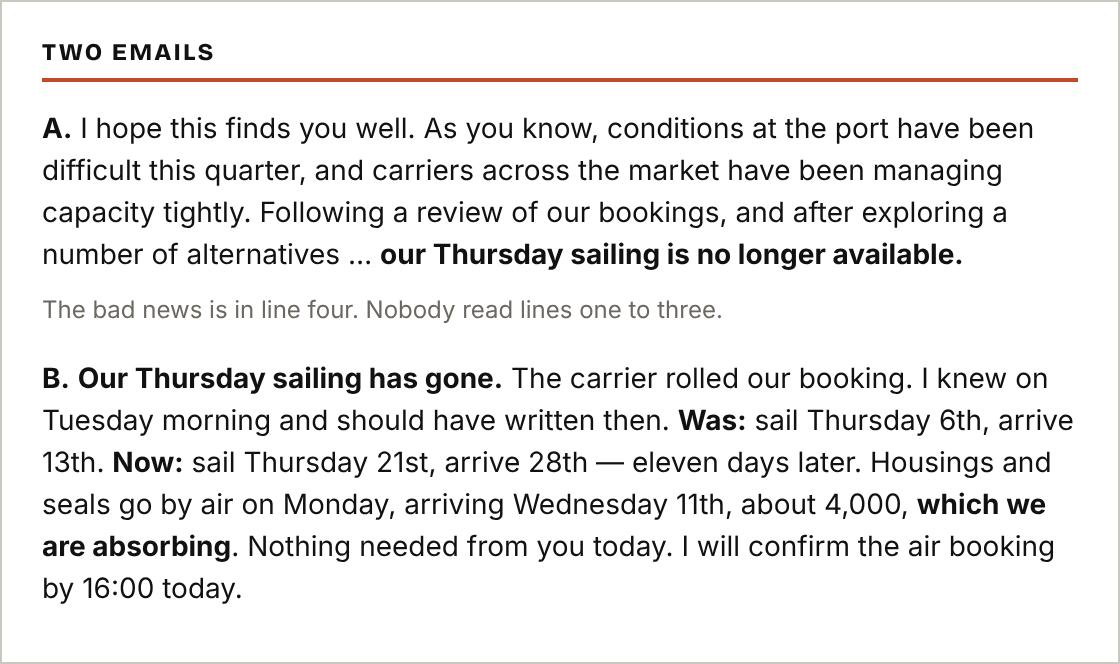 TWO EMAILS
A. I hope this finds you well. As you know, conditions at the port have been
difficult this quarter, and carriers across the market have been managing
capacity tightly. Following a review of our bookings, and after exploring a
number of alternatives ... our Thursday sailing is no longer available.
The bad news is in line four. Nobody read lines one to three.
B. Our Thursday sailing has gone. The carrier rolled our booking. I knew on
Tuesday morning and should have written then. Was: sail Thursday 6th, arrive
13th. Now: sail Thursday 21st, arrive 28th — eleven days later. Housings and
seals go by air on Monday, arriving Wednesday 11th, about 4,000, which we
are absorbing. Nothing needed from you today. I will confirm the air booking
by 16:00 today.